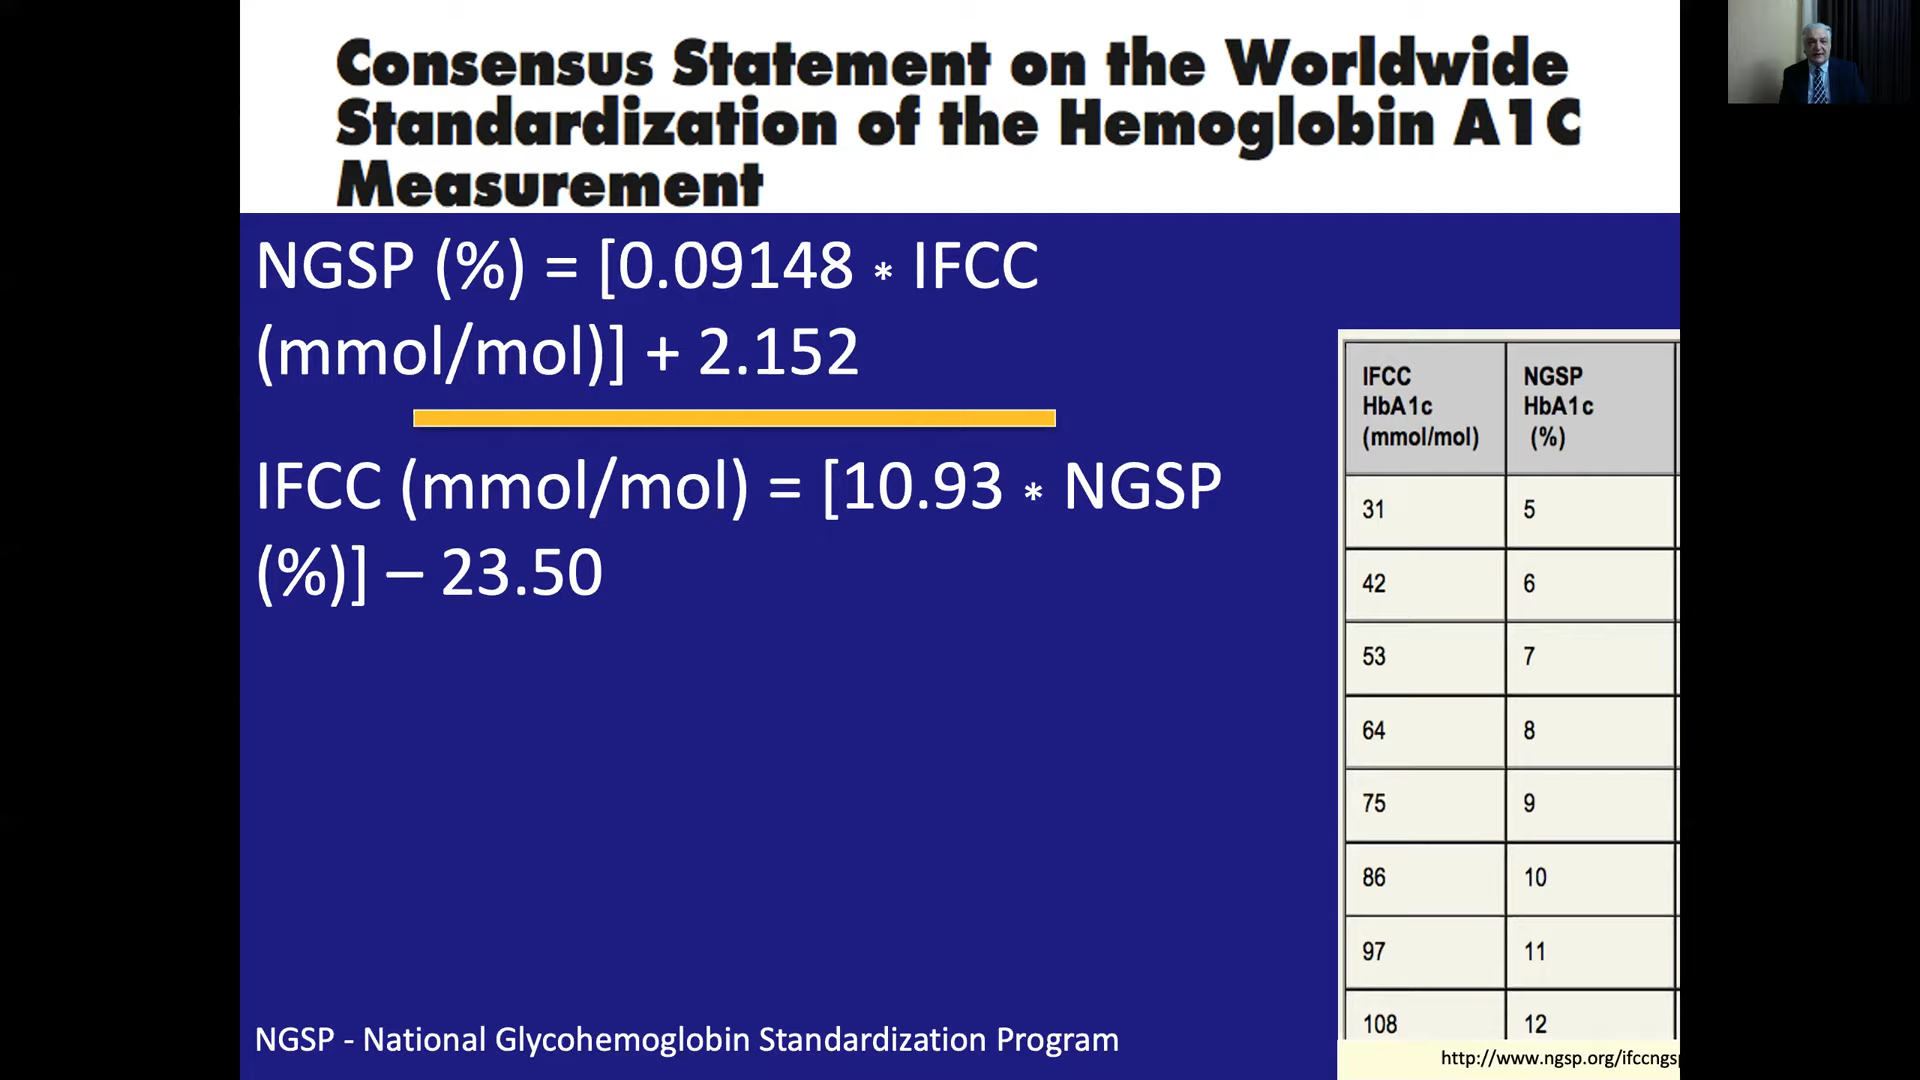 Consensus Statement on the Worldwide
Standardization of the Hemoglobin A1C
Measurement
NGSP (%) = [0.09148 * IFCC
(mmol/mol)] + 2.152
IFCC (mmol/mol) = [10.93 * NGSP
(%)] – 23.50
IFCC HbA1c (mmol/mol) NGSP HbA1c (%)
31 5
42 6
53 7
64 8
75 9
86 10
97 11
108 12
NGSP - National Glycohemoglobin Standardization Program
http://www.ngsp.org/ifccngsp